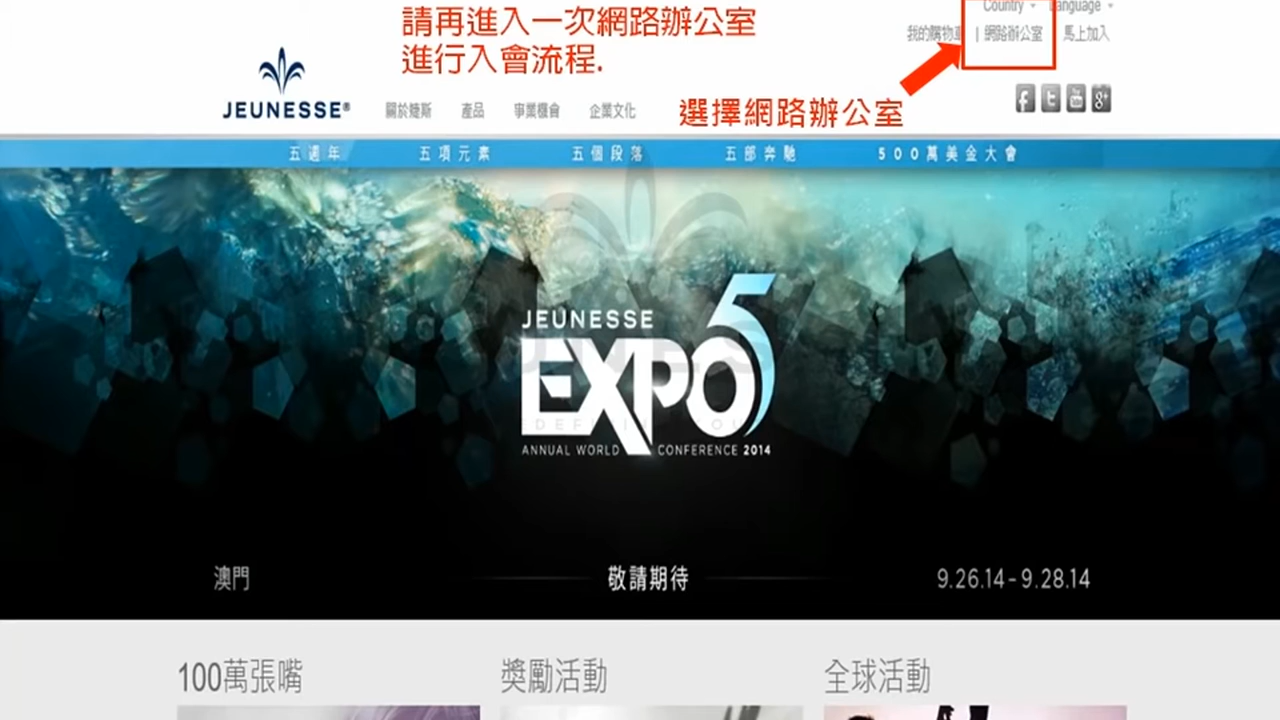 Country
Language
請再進入一次網路辦公室
進行入會流程.
我的購物車 | 網路辦公室 馬上加入
JEUNESSE®
關於婕斯 產品 事業機會 企業文化
選擇網路辦公室
五週年 五項元素 五個段落 五部奔馳 500萬美金大會
JEUNESSE
EXPO5
ANNUAL WORLD CONFERENCE 2014
澳門 敬請期待 9.26.14-9.28.14
100萬張嘴 獎勵活動 全球活動